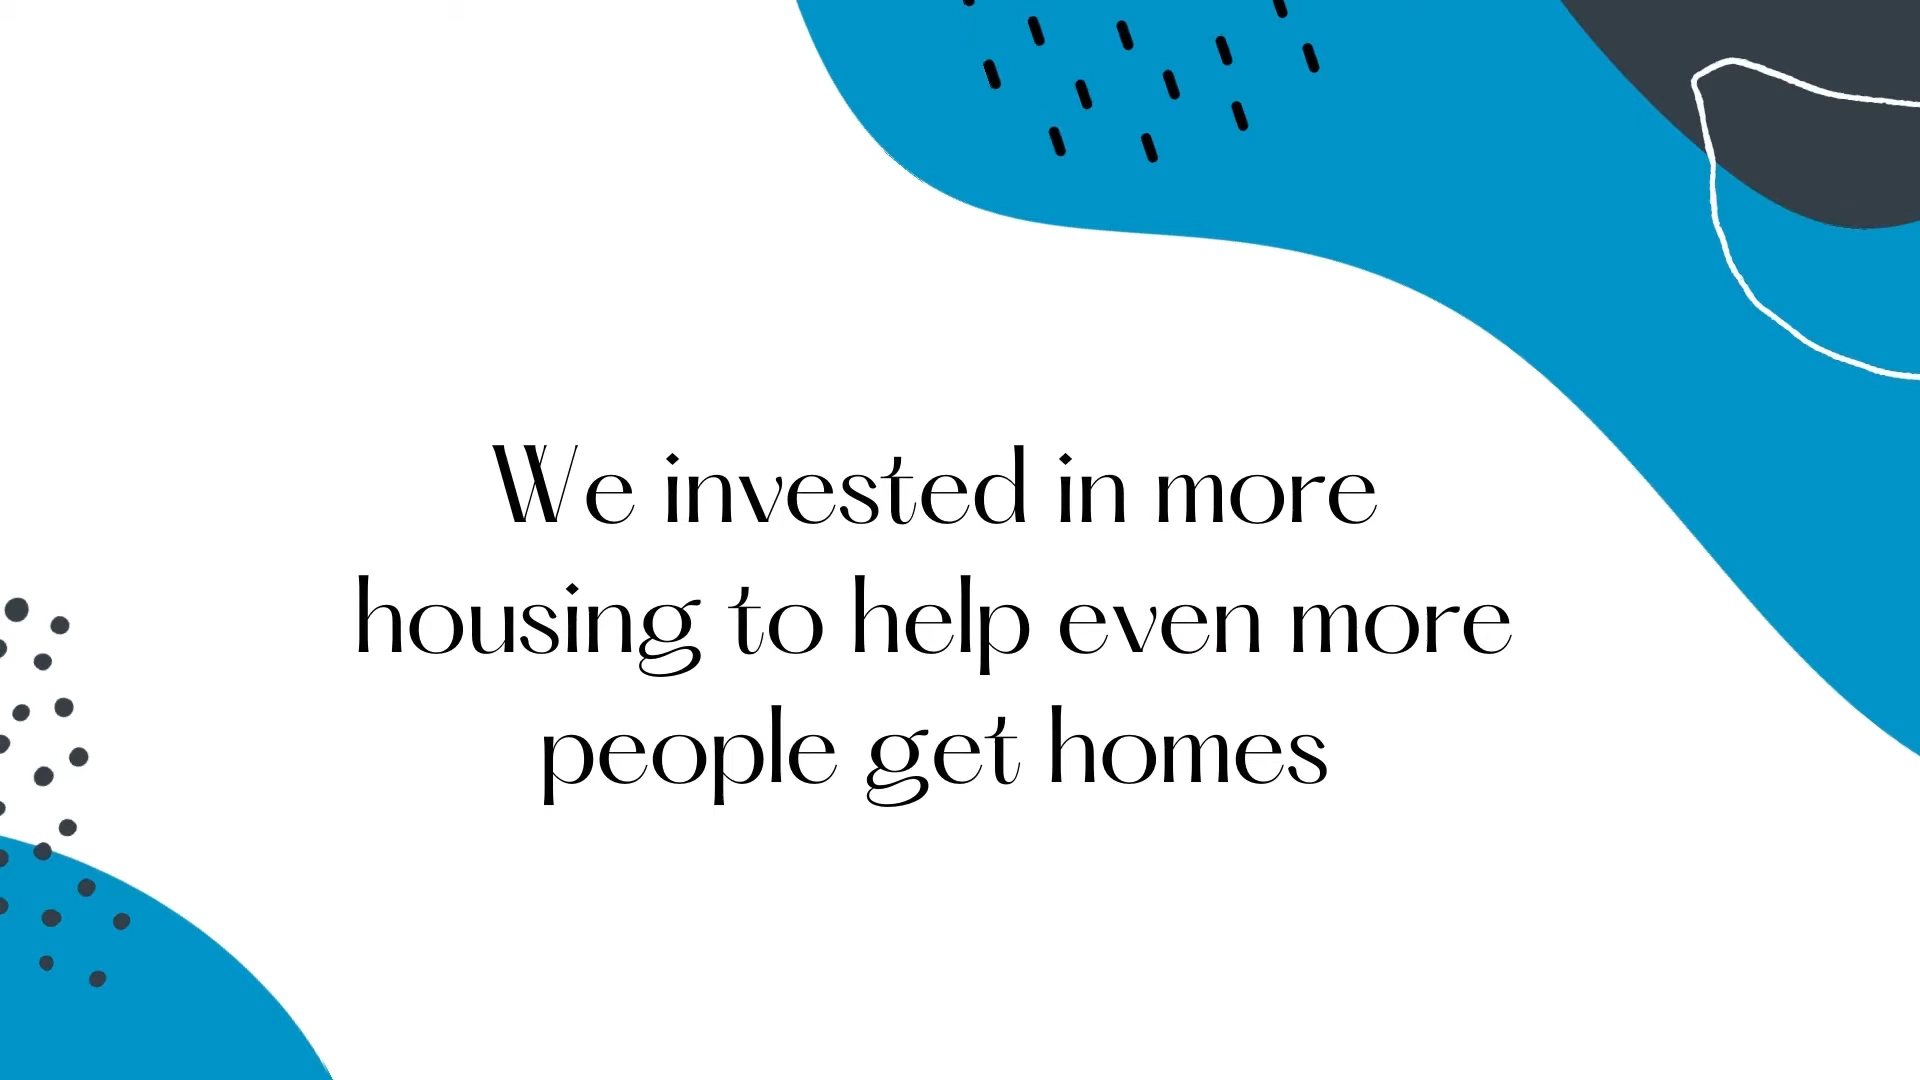 We invested in more
housing to help even more
people get homes